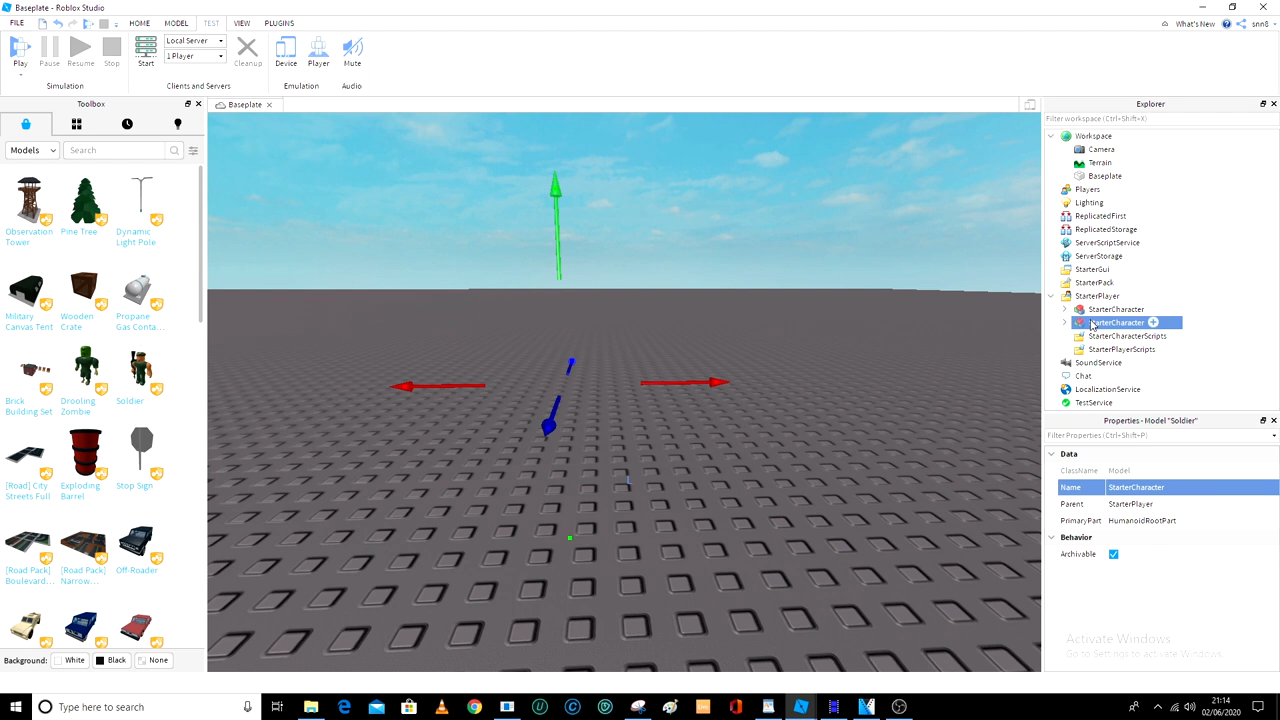 Baseplate - Roblox Studio
FILE HOME MODEL TEST VIEW PLUGINS What's New snn8
Play Pause Resume Stop Start Local Server 1 Player Cleanup Device Player Mute
Simulation Clients and Servers Emulation Audio
Toolbox
Models Search
Observation Tower
Pine Tree
Dynamic Light Pole
Military Canvas Tent
Wooden Crate
Propane Gas Conta...
Brick Building Set
Drooling Zombie
Soldier
[Road] City Streets Full
Exploding Barrel
Stop Sign
[Road Pack] Boulevard...
[Road Pack] Narrow...
Off-Roader
Background: White Black None
Baseplate
L
Explorer
Filter workspace (Ctrl+Shift+X)
Workspace
Camera
Terrain
Baseplate
Players
Lighting
ReplicatedFirst
ReplicatedStorage
ServerScriptService
ServerStorage
StarterGui
StarterPack
StarterPlayer
StarterCharacter
StarterCharacter
StarterCharacterScripts
StarterPlayerScripts
SoundService
Chat
LocalizationService
TestService
Properties - Model "Soldier"
Filter Properties (Ctrl+Shift+P)
Data
ClassName Model
Name StarterCharacter
Parent StarterPlayer
PrimaryPart HumanoidRootPart
Behavior
Archivable
Activate Windows
Go to Settings to activate Windows.
Type here to search
21:14
02/06/2020